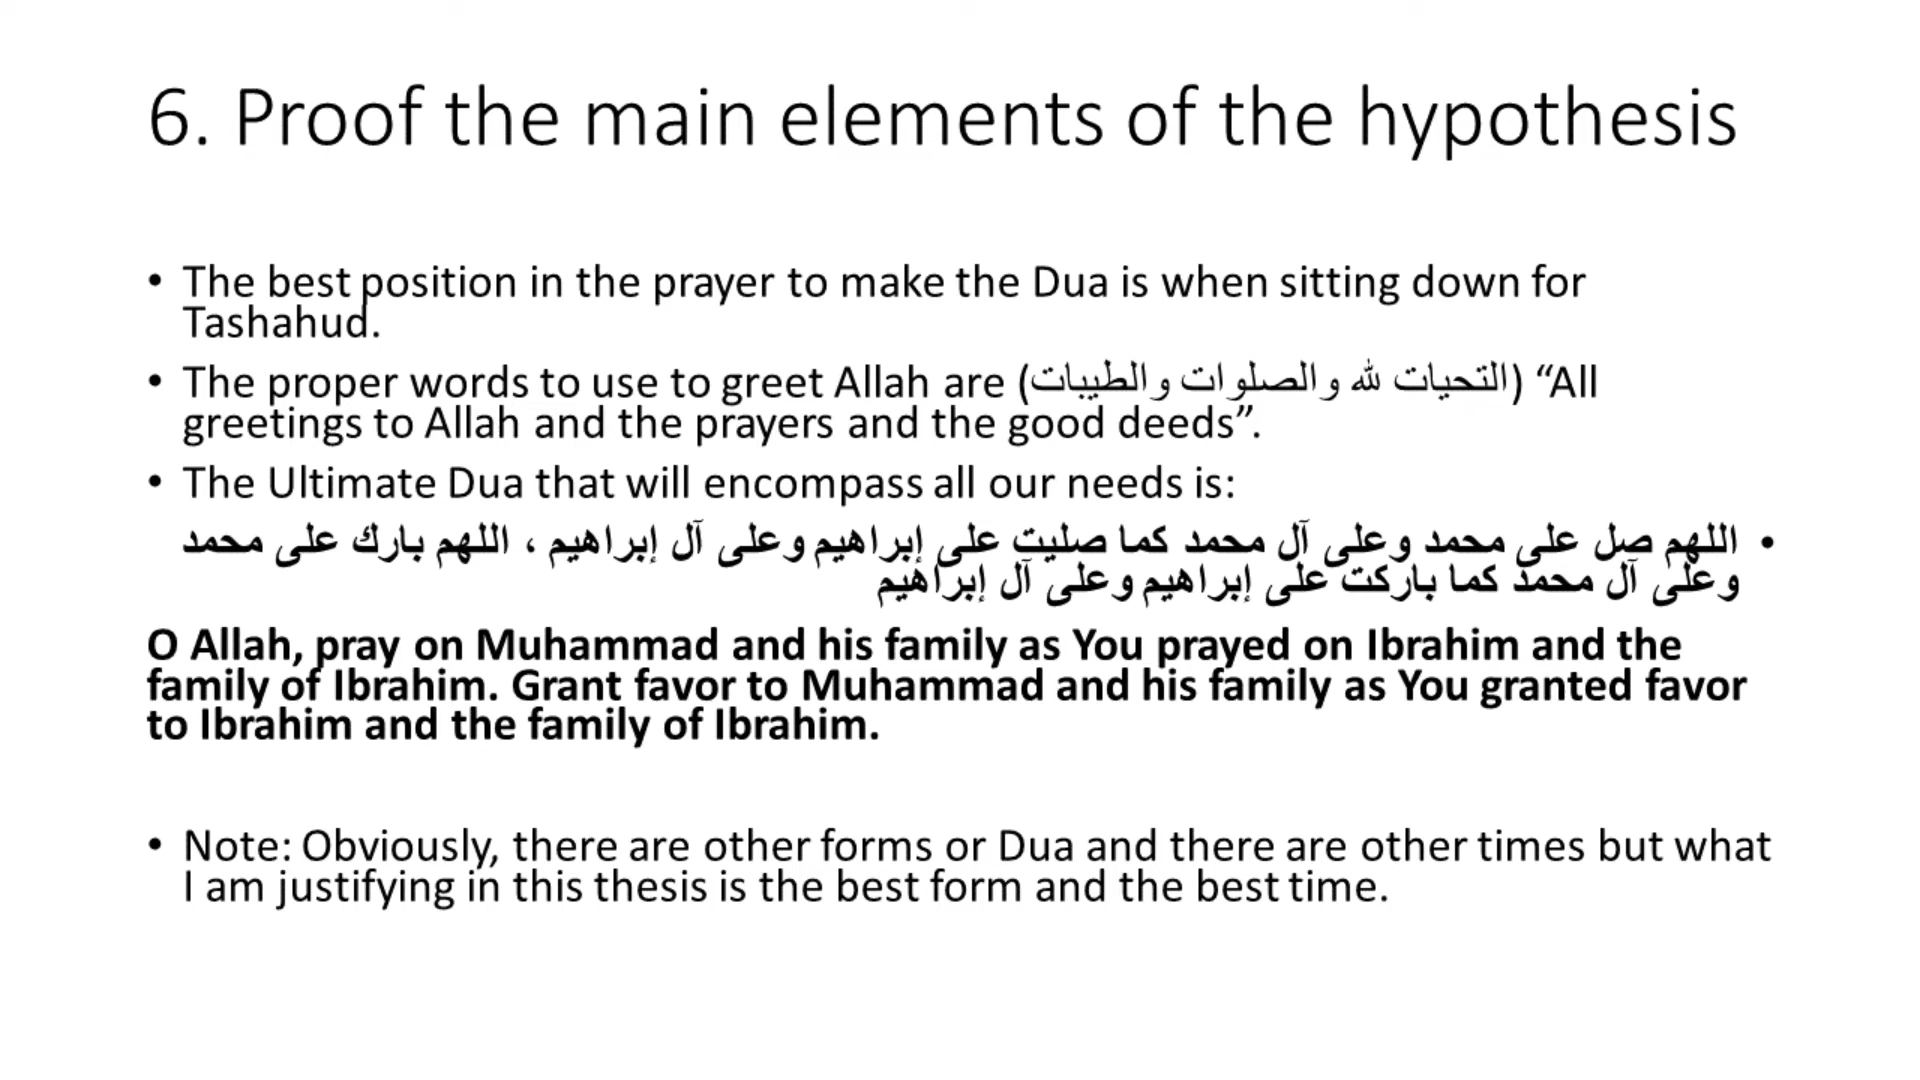 6. Proof the main elements of the hypothesis
• The best position in the prayer to make the Dua is when sitting down for
Tashahud.
• The proper words to use to greet Allah are (التحيات لله والصلوات والطيبات) “All
greetings to Allah and the prayers and the good deeds”.
• The Ultimate Dua that will encompass all our needs is:
• اللهم صل على محمد وعلى آل محمد كما صليت على إبراهيم وعلى آل إبراهيم ، اللهم بارك على محمد
وعلى آل محمد كما باركت على إبراهيم وعلى آل إبراهيم
O Allah, pray on Muhammad and his family as You prayed on Ibrahim and the
family of Ibrahim. Grant favor to Muhammad and his family as You granted favor
to Ibrahim and the family of Ibrahim.
• Note: Obviously, there are other forms or Dua and there are other times but what
I am justifying in this thesis is the best form and the best time.